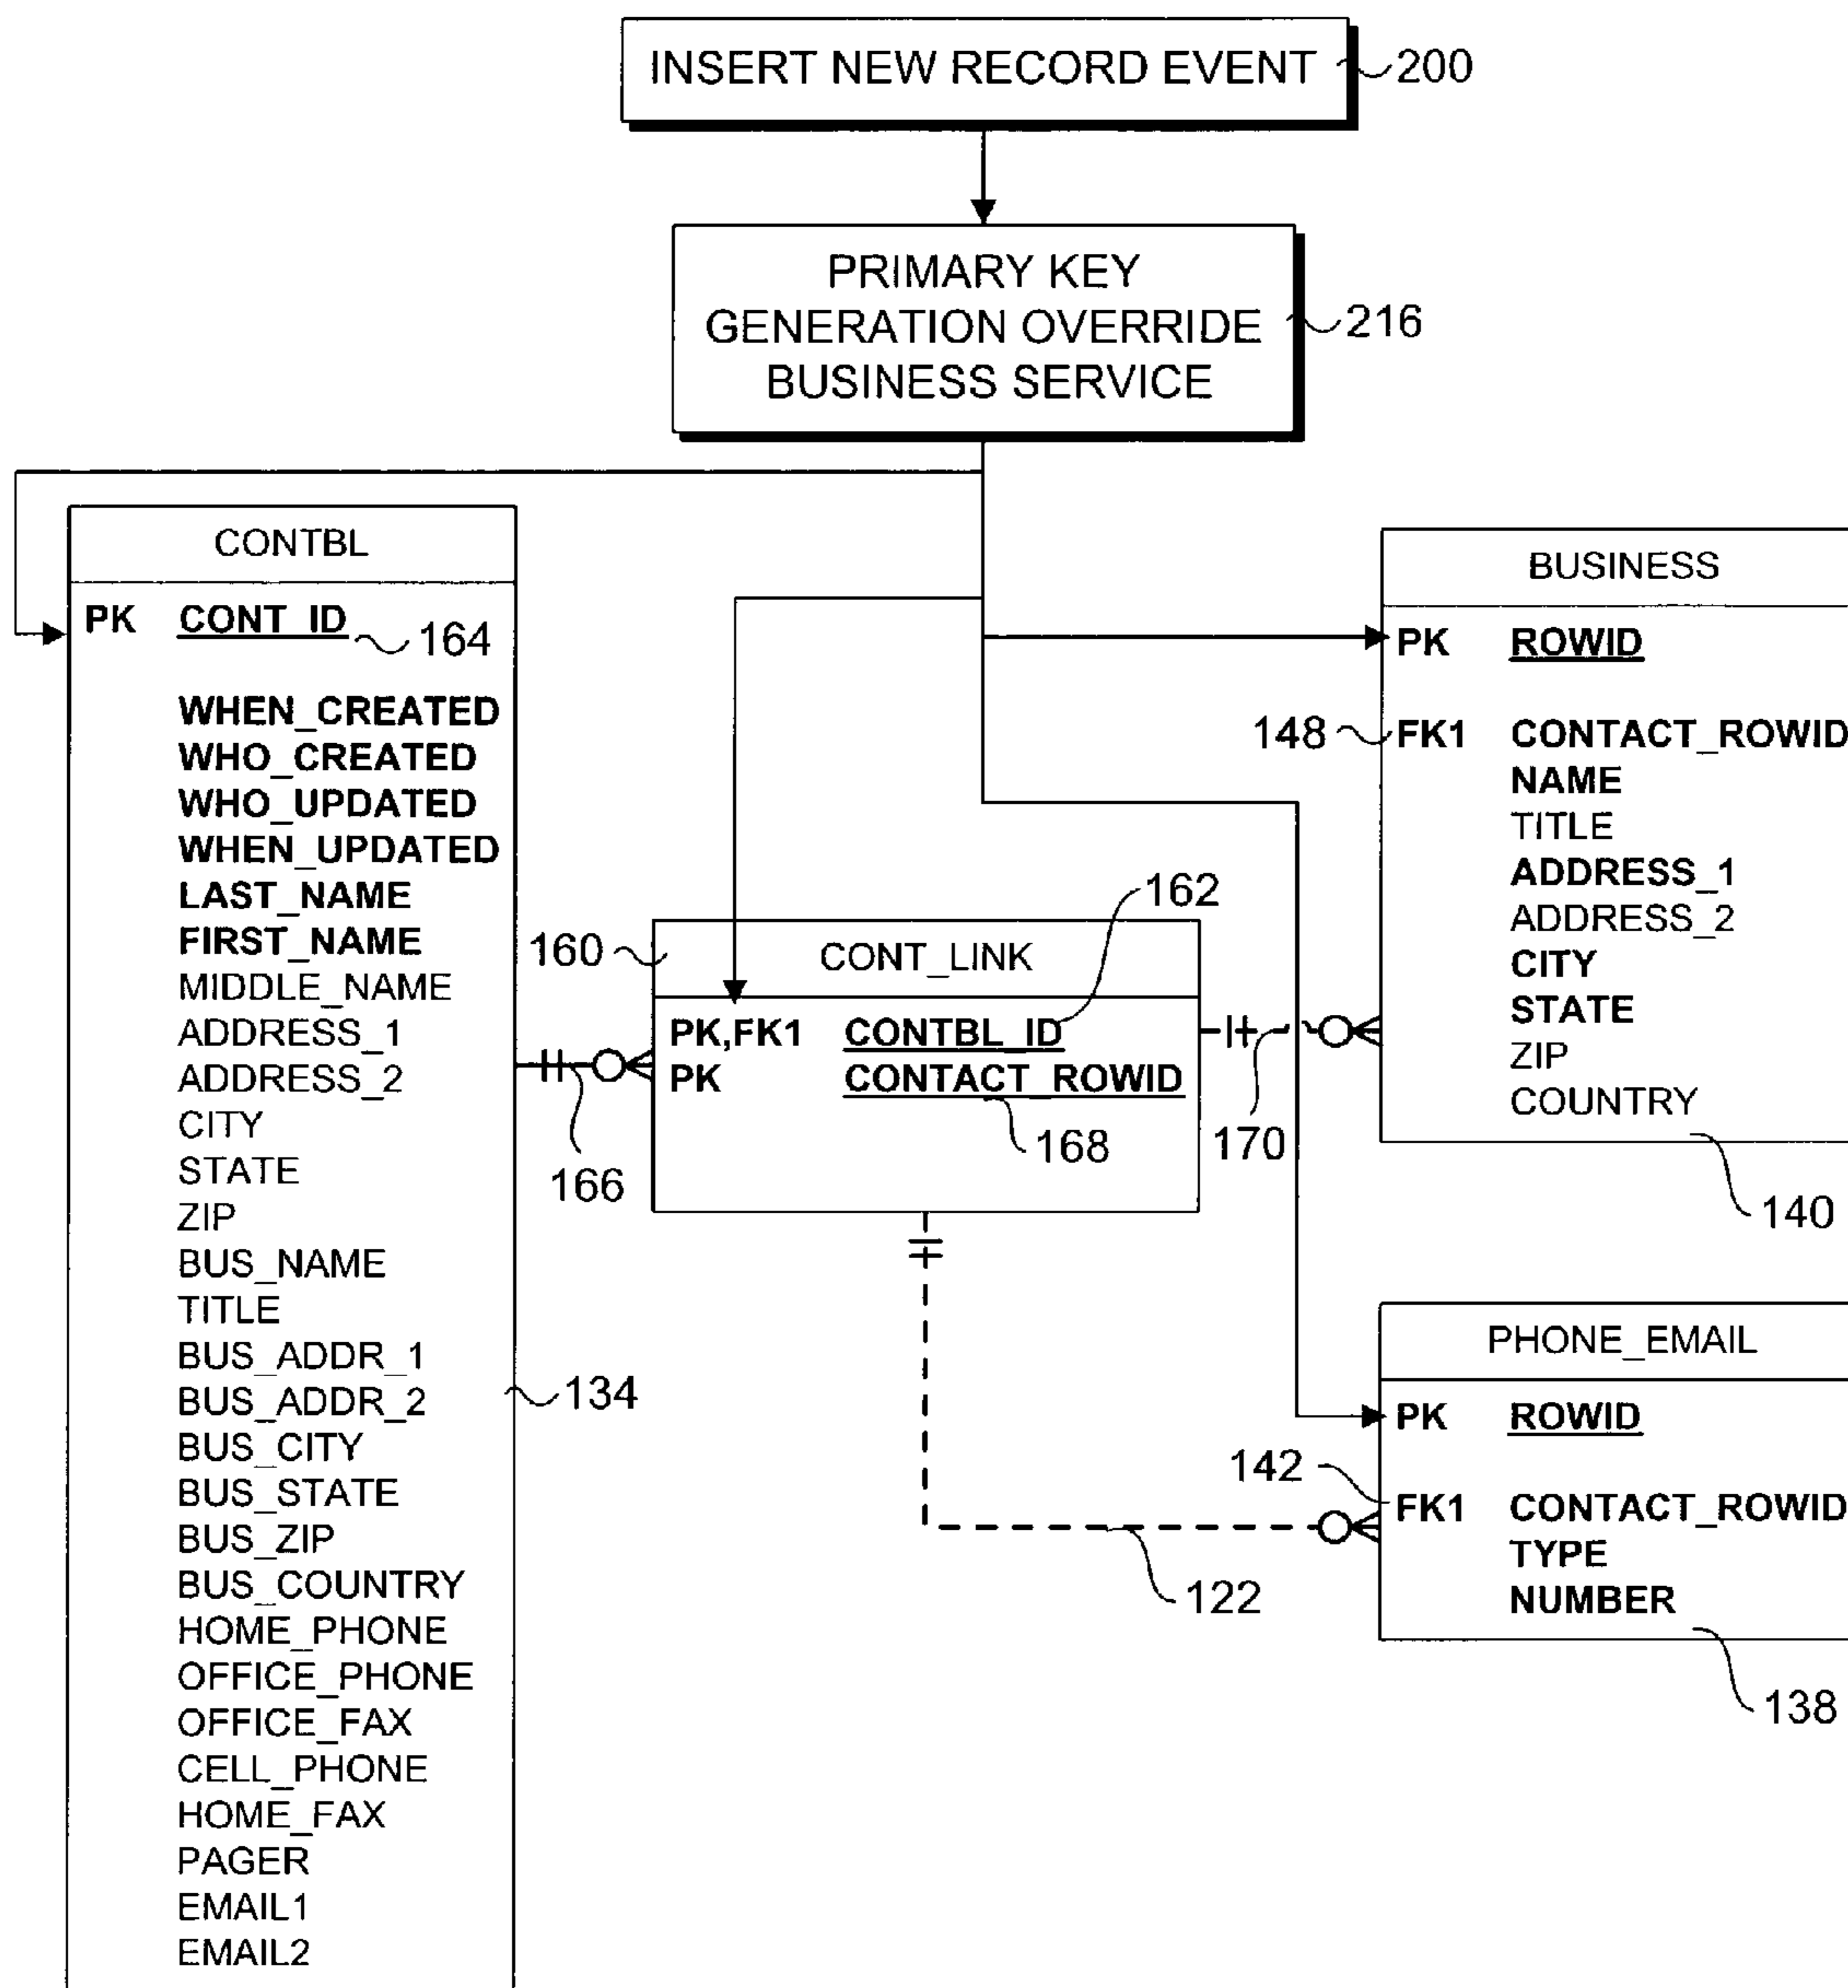 INSERT NEW RECORD EVENT
200
PRIMARY KEY
GENERATION OVERRIDE
BUSINESS SERVICE
216
CONTBL
PK CONT_ID
164
WHEN_CREATED
WHO_CREATED
WHO_UPDATED
WHEN_UPDATED
LAST_NAME
FIRST_NAME
MIDDLE_NAME
ADDRESS_1
ADDRESS_2
CITY
STATE
ZIP
BUS_NAME
TITLE
BUS_ADDR_1
BUS_ADDR_2
BUS_CITY
BUS_STATE
BUS_ZIP
BUS_COUNTRY
HOME_PHONE
OFFICE_PHONE
OFFICE_FAX
CELL_PHONE
HOME_FAX
PAGER
EMAIL1
EMAIL2
134
166
160
CONT_LINK
162
PK,FK1 CONTBL_ID
PK CONTACT_ROWID
168
170
BUSINESS
PK ROWID
148
FK1 CONTACT_ROWID
NAME
TITLE
ADDRESS_1
ADDRESS_2
CITY
STATE
ZIP
COUNTRY
140
PHONE_EMAIL
PK ROWID
142
FK1 CONTACT_ROWID
TYPE
NUMBER
122
138